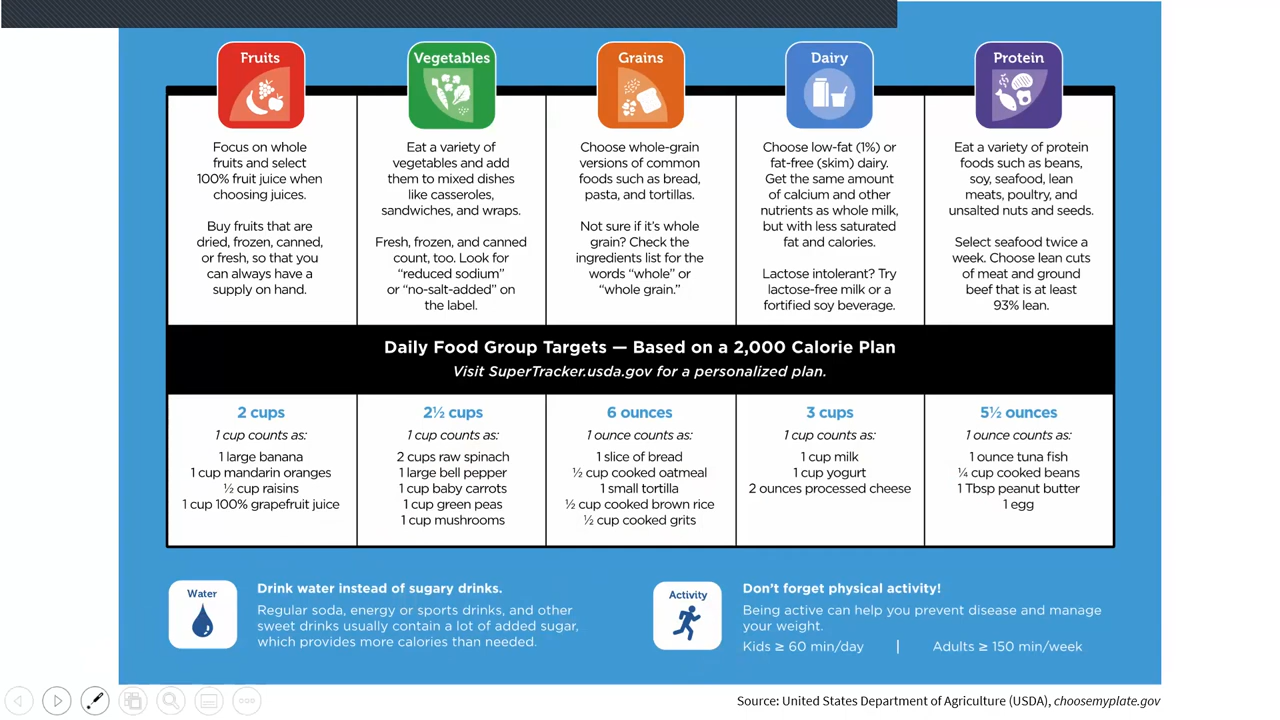 Fruits
Focus on whole
fruits and select
100% fruit juice when
choosing juices.
Buy fruits that are
dried, frozen, canned,
or fresh, so that you
can always have a
supply on hand.
Vegetables
Eat a variety of
vegetables and add
them to mixed dishes
like casseroles,
sandwiches, and wraps.
Fresh, frozen, and canned
count, too. Look for
“reduced sodium”
or “no-salt-added” on
the label.
Grains
Choose whole-grain
versions of common
foods such as bread,
pasta, and tortillas.
Not sure if it’s whole
grain? Check the
ingredients list for the
words “whole” or
“whole grain.”
Dairy
Choose low-fat (1%) or
fat-free (skim) dairy.
Get the same amount
of calcium and other
nutrients as whole milk,
but with less saturated
fat and calories.
Lactose intolerant? Try
lactose-free milk or a
fortified soy beverage.
Protein
Eat a variety of protein
foods such as beans,
soy, seafood, lean
meats, poultry, and
unsalted nuts and seeds.
Select seafood twice a
week. Choose lean cuts
of meat and ground
beef that is at least
93% lean.
Daily Food Group Targets — Based on a 2,000 Calorie Plan
Visit SuperTracker.usda.gov for a personalized plan.
2 cups
1 cup counts as:
1 large banana
1 cup mandarin oranges
½ cup raisins
1 cup 100% grapefruit juice
2½ cups
1 cup counts as:
2 cups raw spinach
1 large bell pepper
1 cup baby carrots
1 cup green peas
1 cup mushrooms
6 ounces
1 ounce counts as:
1 slice of bread
½ cup cooked oatmeal
1 small tortilla
½ cup cooked brown rice
½ cup cooked grits
3 cups
1 cup counts as:
1 cup milk
1 cup yogurt
2 ounces processed cheese
5½ ounces
1 ounce counts as:
1 ounce tuna fish
¼ cup cooked beans
1 Tbsp peanut butter
1 egg
Water
Drink water instead of sugary drinks.
Regular soda, energy or sports drinks, and other
sweet drinks usually contain a lot of added sugar,
which provides more calories than needed.
Activity
Don’t forget physical activity!
Being active can help you prevent disease and manage
your weight.
Kids ≥ 60 min/day | Adults ≥ 150 min/week
Source: United States Department of Agriculture (USDA), choosemyplate.gov